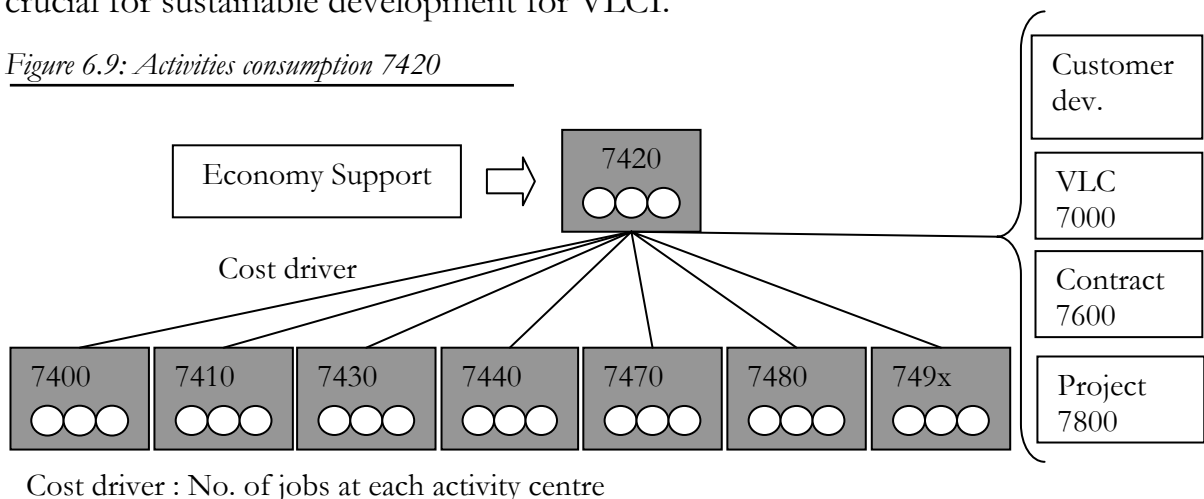 crucial for sustainable development for VLCI.
Figure 6.9: Activities consumption 7420
Customer
dev.
7420
Economy Support
VLC
7000
Cost driver
Contract
7600
7400 7410 7430 7440 7470 7480 749x
Project
7800
Cost driver : No. of jobs at each activity centre